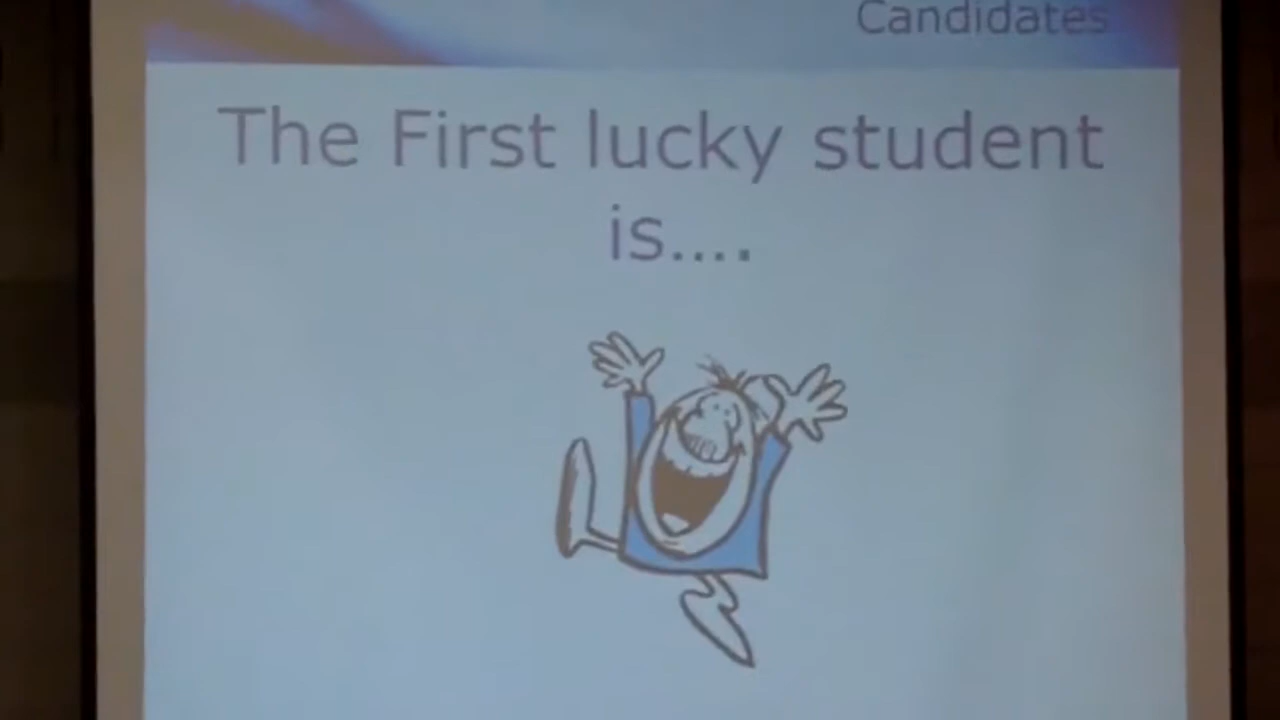 Candidates
The First lucky student
is....